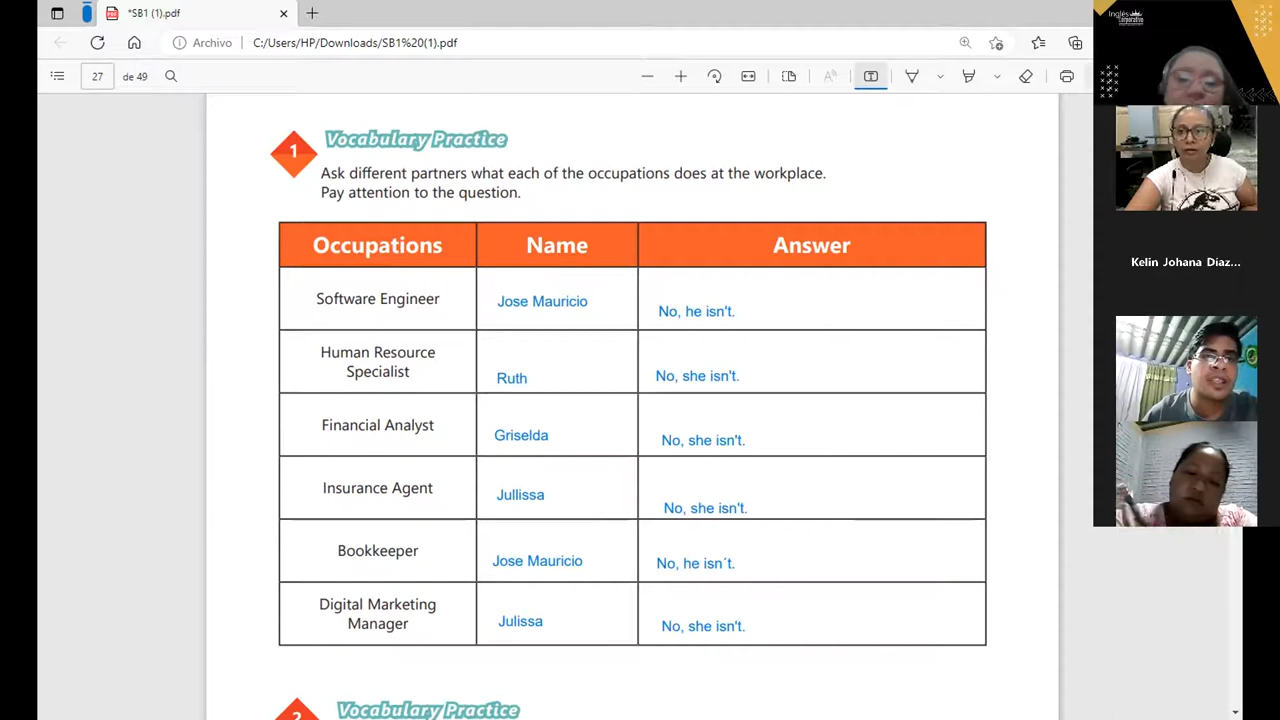 *SB1 (1).pdf
Archivo
C:/Users/HP/Downloads/SB1%20(1).pdf
27
de 49
Inglés
Corporativo
1
Vocabulary Practice
Ask different partners what each of the occupations does at the workplace.
Pay attention to the question.
Occupations Name Answer
Software Engineer Jose Mauricio No, he isn't.
Human Resource
Specialist Ruth No, she isn't.
Financial Analyst Griselda No, she isn't.
Insurance Agent Jullissa No, she isn't.
Bookkeeper Jose Mauricio No, he isn´t.
Digital Marketing
Manager Julissa No, she isn't.
2
Vocabulary Practice
Kelin Johana Diaz...